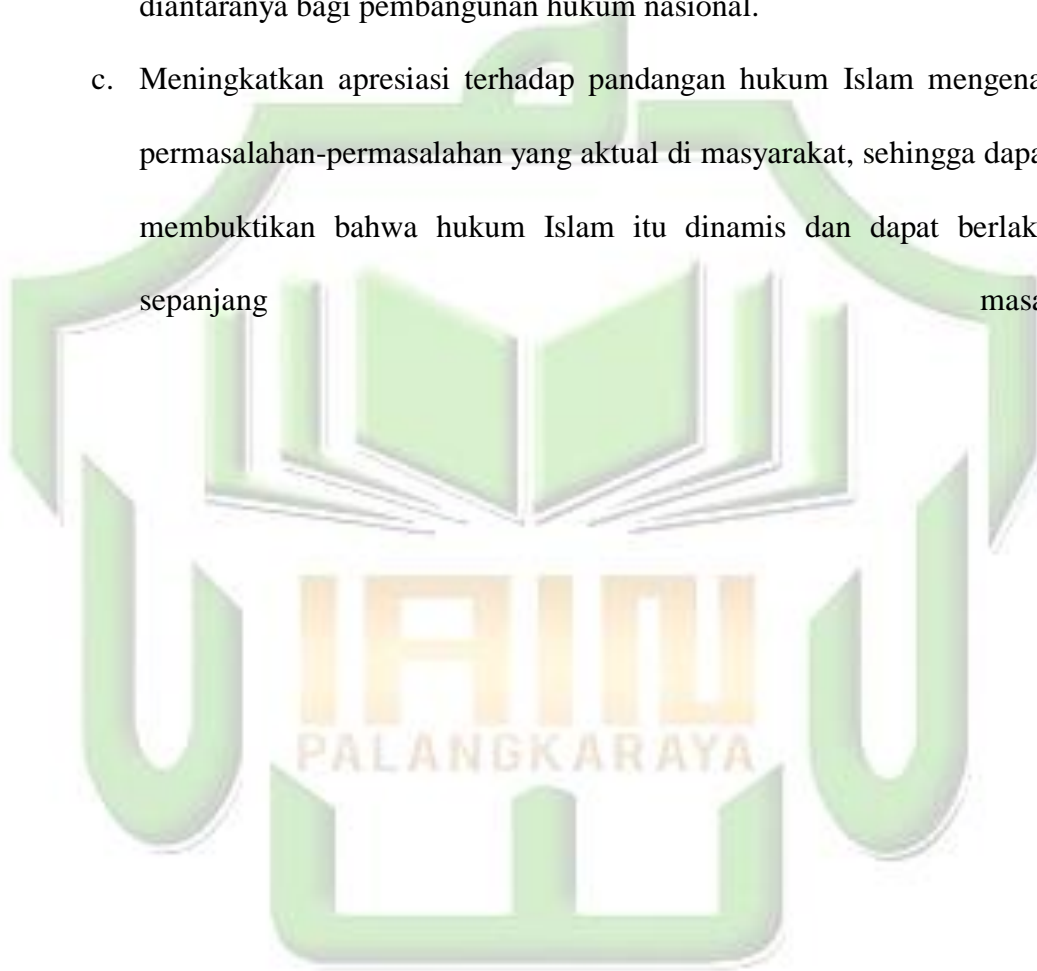 diantaranya bagi pembangunan hukum nasional.
c. Meningkatkan apresiasi terhadap pandangan hukum Islam mengena
permasalahan-permasalahan yang aktual di masyarakat, sehingga dapa
membuktikan bahwa hukum Islam itu dinamis dan dapat berlak
sepanjang masa
IAIN
PALANGKARAYA